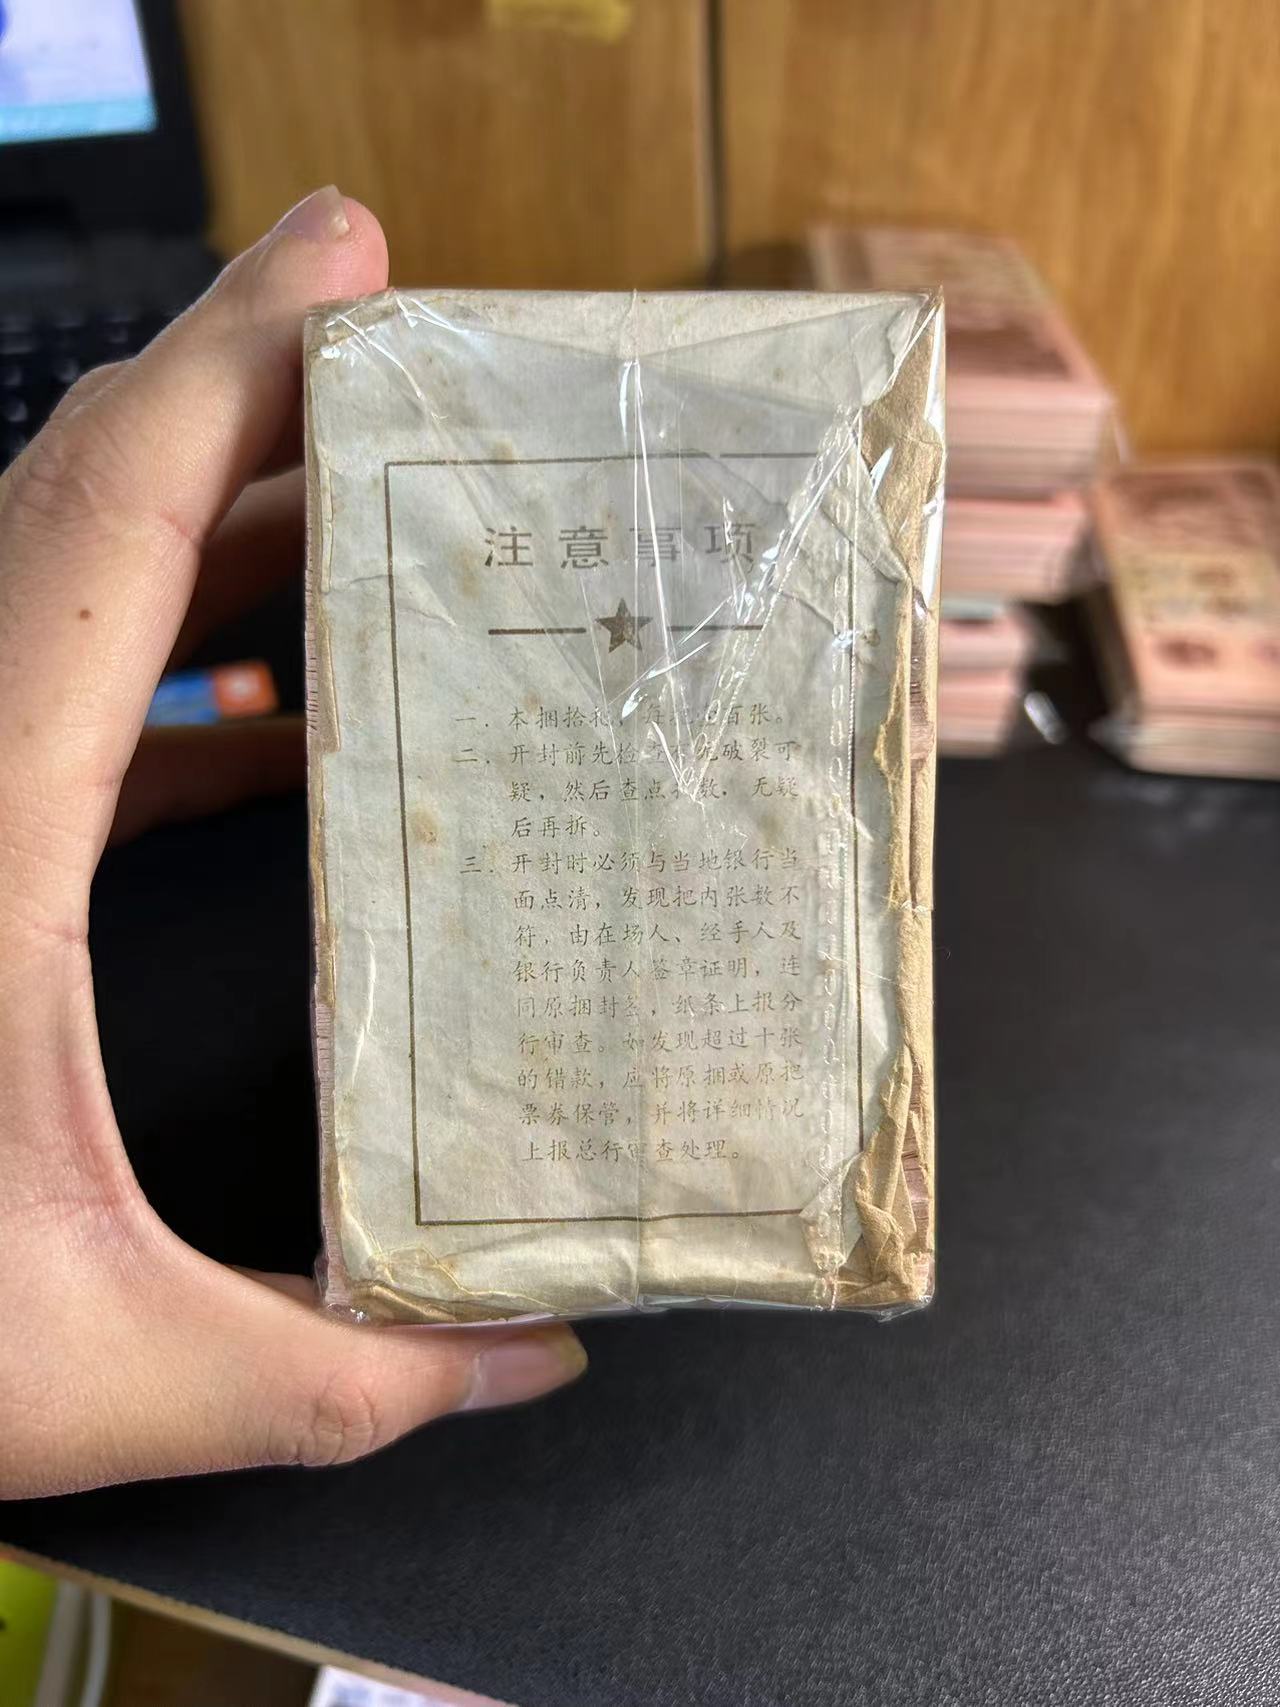 注意事项
一．本捆拾把，每把壹百张。
二．开封前先检查有无破裂可
疑，然后查点把数．无疑
后再拆。
三．开封时必须与当地银行当
面点清，发现把内张数不
符，由在场人、经手人及
银行负责人签章证明，连
同原捆封签，纸条上报分
行审查。如发现超过十张
的错款，应将原捆或原把
票券保管，并将详细情况
上报总行审查处理。